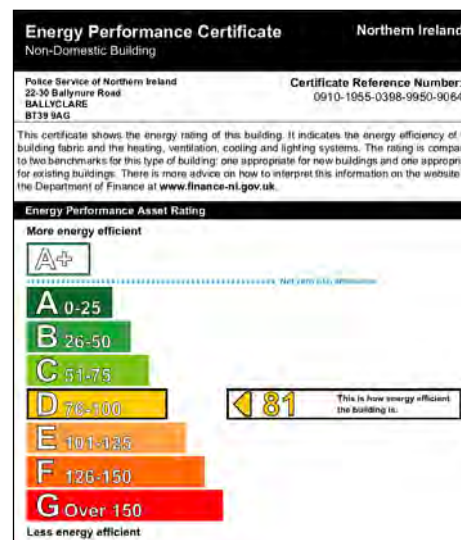 Energy Performance Certificate
Northern Ireland
Non-Domestic Building
Police Service of Northern Ireland
22-30 Ballynure Road
BALLYCLARE
BT39 9AG
Certificate Reference Number:
0910-1955-0398-9950-9064
This certificate shows the energy rating of this building. It indicates the energy efficiency of
building fabric and the heating, ventilation, cooling and lighting systems. The rating is compa
to two benchmarks for this type of building: one appropriate for new buildings and one appropri
for existing buildings. There is more advice on how to interpret this information on the website
the Department of Finance at www.finance-ni.gov.uk.
Energy Performance Asset Rating
More energy efficient
A+
Net zero CO₂ emissions
A 0-25
B 26-50
C 51-75
D 76-100
81
This is how energy efficient
the building is.
E 101-125
F 126-150
G Over 150
Less energy efficient